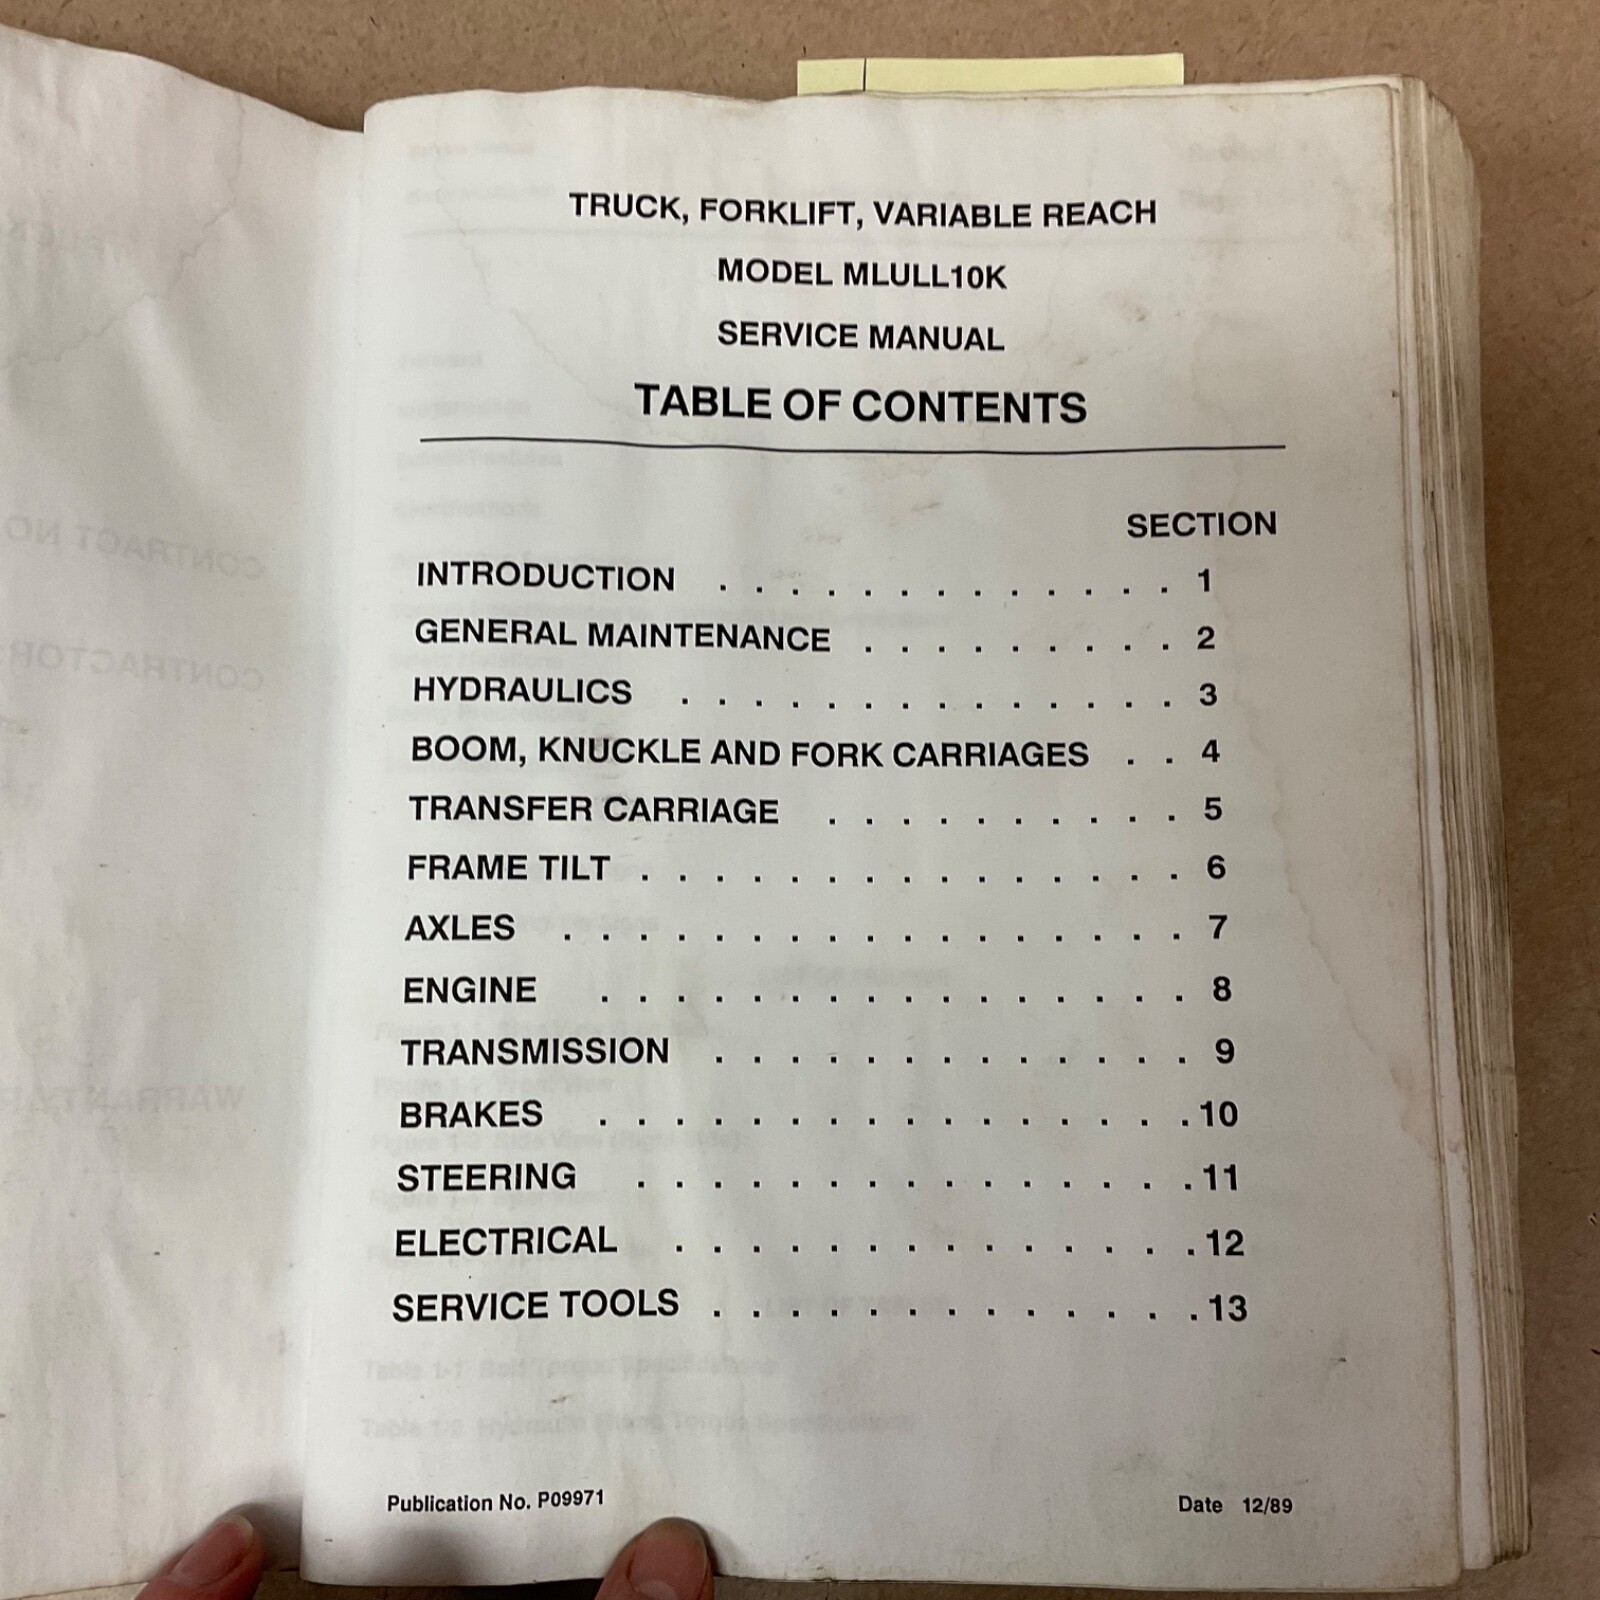 TRUCK, FORKLIFT, VARIABLE REACH
MODEL MLULL10K
SERVICE MANUAL
TABLE OF CONTENTS
SECTION
INTRODUCTION . . . . . . . . . . . . . 1
GENERAL MAINTENANCE . . . . . . . . . 2
HYDRAULICS . . . . . . . . . . . . . . 3
BOOM, KNUCKLE AND FORK CARRIAGES . . 4
TRANSFER CARRIAGE . . . . . . . . . . 5
FRAME TILT . . . . . . . . . . . . . . . 6
AXLES . . . . . . . . . . . . . . . . . 7
ENGINE . . . . . . . . . . . . . . . . 8
TRANSMISSION . . . . . . . . . . . . . 9
BRAKES . . . . . . . . . . . . . . . . 10
STEERING . . . . . . . . . . . . . . . 11
ELECTRICAL . . . . . . . . . . . . . . 12
SERVICE TOOLS . . . . . . . . . . . . . 13
Publication No. P09971 Date 12/89